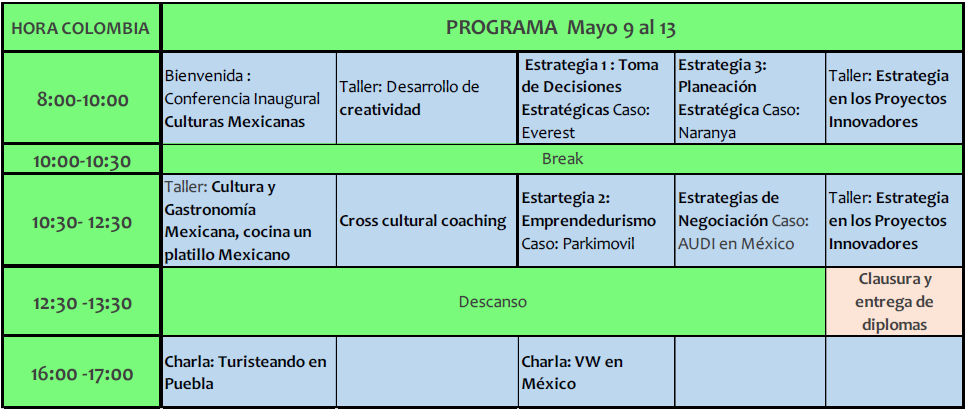 HORA COLOMBIA
PROGRAMA Mayo 9 al 13
8:00-10:00
Bienvenida :
Conferencia Inaugural
Culturas Mexicanas
Taller: Desarrollo de
creatividad
Estrategia 1 : Toma
de Decisiones
Estratégicas Caso:
Everest
Estrategia 3:
Planeación
Estratégica Caso:
Naranya
Taller: Estrategia
en los Proyectos
Innovadores
10:00-10:30
Break
10:30- 12:30
Taller: Cultura y
Gastronomía
Mexicana, cocina un
platillo Mexicano
Cross cultural coaching
Estartegia 2:
Emprendedurismo
Caso: Parkimovil
Estrategias de
Negociación Caso:
AUDI en México
Taller: Estrategia
en los Proyectos
Innovadores
12:30 -13:30
Descanso
Clausura y
entrega de
diplomas
16:00 -17:00
Charla: Turisteando en
Puebla
Charla: VW en
México